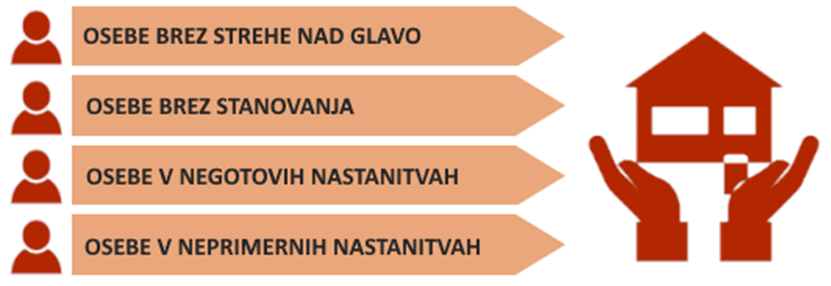 OSEBE BREZ STREHE NAD GLAVO
OSEBE BREZ STANOVANJA
OSEBE V NEGOTOVIH NASTANITVAH
OSEBE V NEPRIMERNIH NASTANITVAH